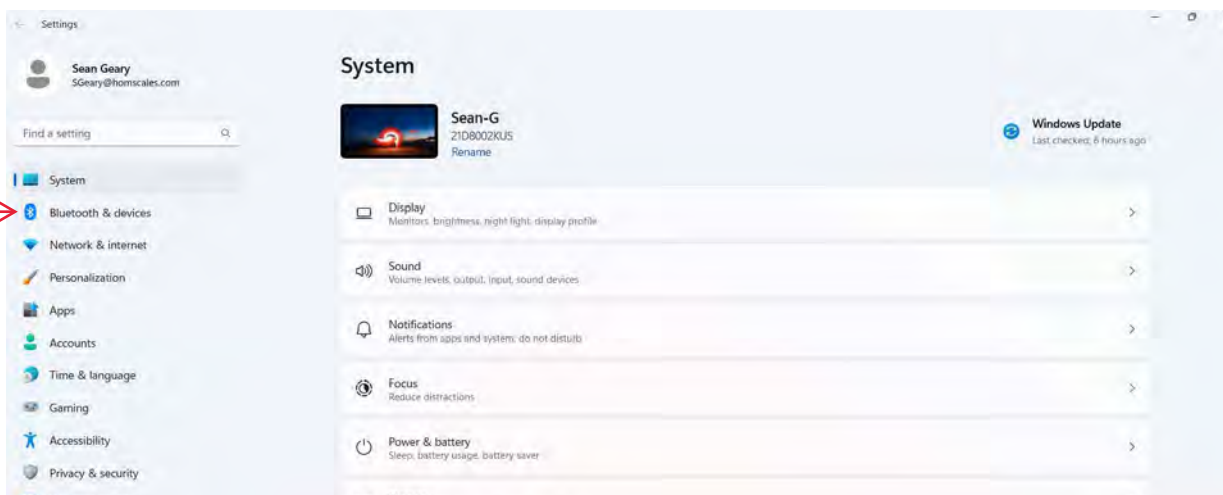 Settings
Sean Geary
SGeary@homscales.com
Find a setting
System
Bluetooth & devices
Network & internet
Personalization
Apps
Accounts
Time & language
Gaming
Accessibility
Privacy & security
System
Sean-G
21D8002KUS
Rename
Windows Update
Last checked: 6 hours ago
Display
Monitors, brightness, night light, display profile
Sound
Volume levels, output, input, sound devices
Notifications
Alerts from apps and system, do not disturb
Focus
Reduce distractions
Power & battery
Sleep, battery usage, battery saver